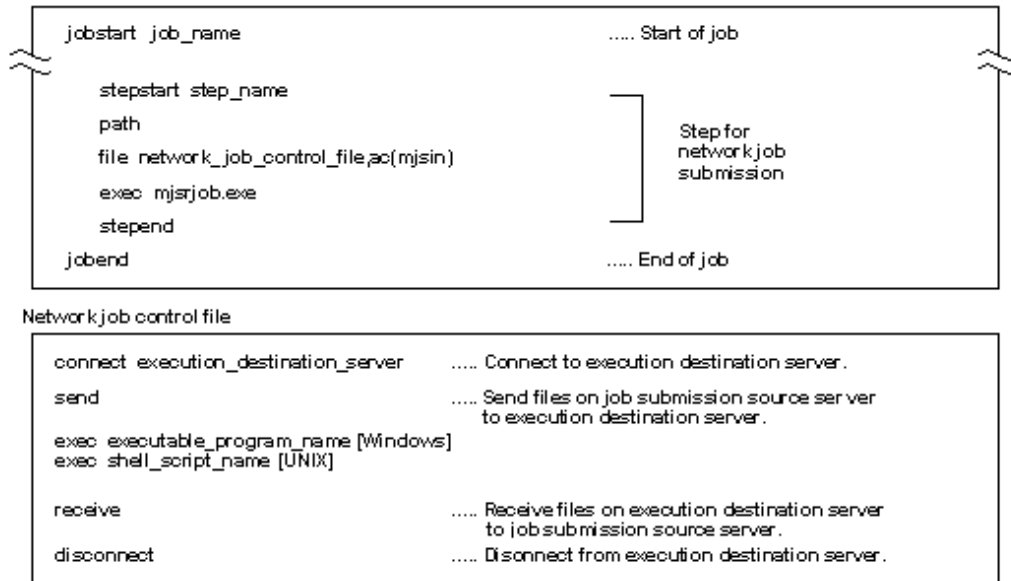 jobstart job_name ..... Start of job
stepstart step_name
path
file network_job_control_file,ac(mjsin)
exec mjsrjob.exe
stepend
Step for
network job
submission
jobend ..... End of job
Network job control file
connect execution_destination_server ..... Connect to execution destination server.
send ..... Send files on job submission source server
to execution destination server.
exec executable_program_name [Windows]
exec shell_script_name [UNIX]
receive ..... Receive files on execution destination server
to job submission source server.
disconnect ..... Disonnect from execution destination server.